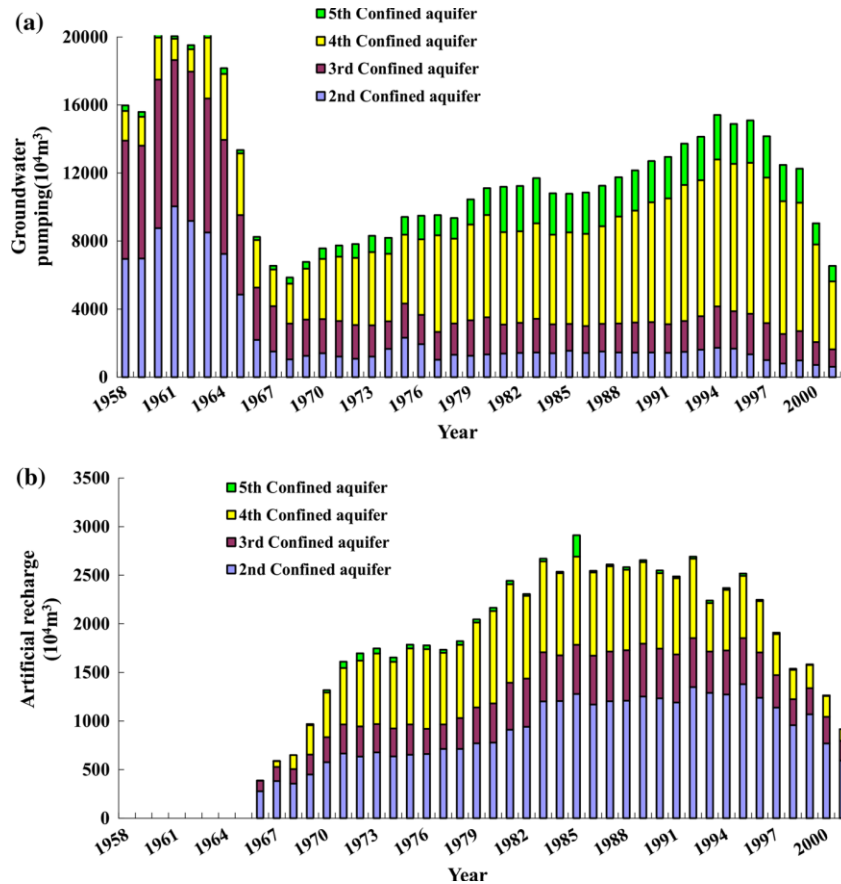 (a)
5th Confined aquifer
4th Confined aquifer
3rd Confined aquifer
2nd Confined aquifer
20000
16000
12000
8000
4000
0
Groundwater
pumping(10⁴m³)
1958 1961 1964 1967 1970 1973 1976 1979 1982 1985 1988 1991 1994 1997 2000
Year
(b)
5th Confined aquifer
4th Confined aquifer
3rd Confined aquifer
2nd Confined aquifer
3500
3000
2500
2000
1500
1000
500
0
Artificial recharge
(10⁴m³)
1958 1961 1964 1967 1970 1973 1976 1979 1982 1985 1988 1991 1994 1997 2000
Year